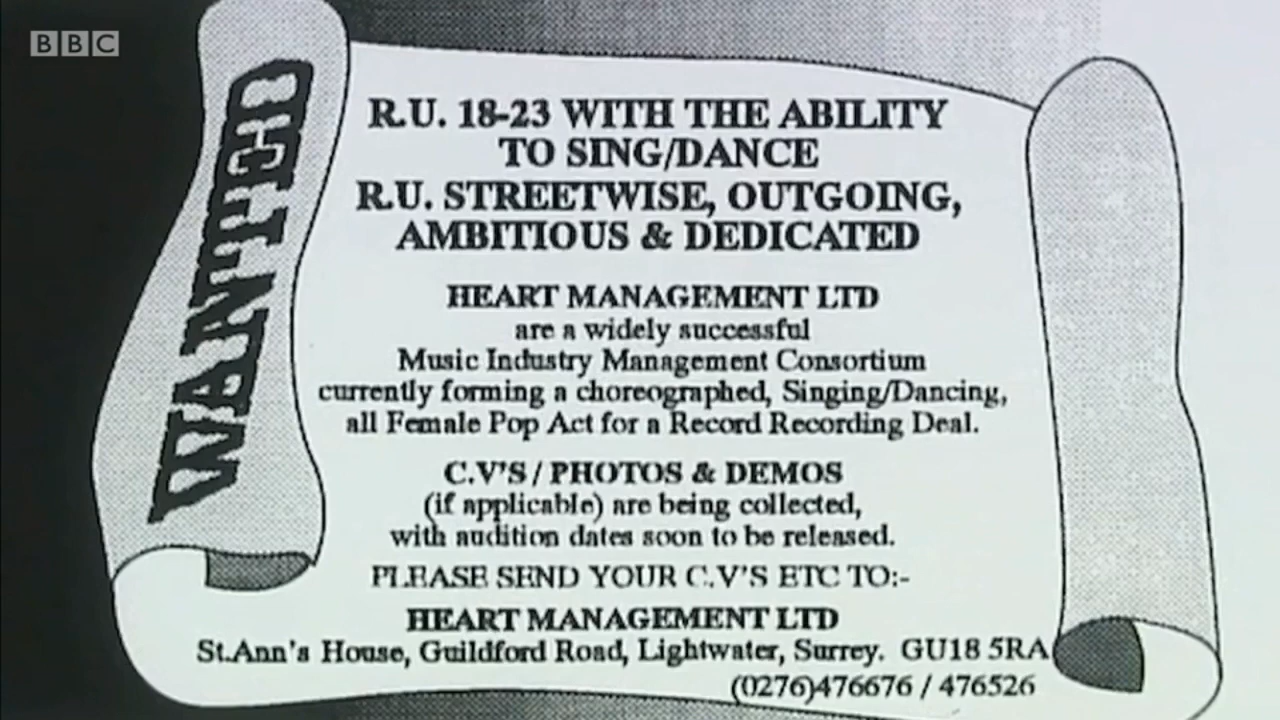 BBC
WANTED
R.U. 18-23 WITH THE ABILITY
TO SING/DANCE
R.U. STREETWISE, OUTGOING,
AMBITIOUS & DEDICATED
HEART MANAGEMENT LTD
are a widely successful
Music Industry Management Consortium
currently forming a choreographed, Singing/Dancing,
all Female Pop Act for a Record Recording Deal.
C.V'S / PHOTOS & DEMOS
(if applicable) are being collected,
with audition dates soon to be released.
PLEASE SEND YOUR C.V'S ETC TO:-
HEART MANAGEMENT LTD
St.Ann's House, Guildford Road, Lightwater, Surrey. GU18 5RA
(0276)476676 / 476526